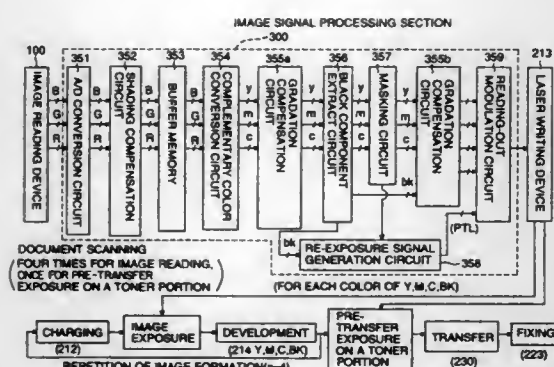 IMAGE SIGNAL PROCESSING SECTION
300
100
351
352
353
354
355a
356
357
355b
359
213
IMAGE READING DEVICE
A/D CONVERSION CIRCUIT
SHADING COMPENSATION CIRCUIT
BUFFER MEMORY
COMPLEMENTARY COLOR CONVERSION CIRCUIT
GRADATION COMPENSATION CIRCUIT
BLACK COMPONENT EXTRACT CIRCUIT
MASKING CIRCUIT
GRADATION COMPENSATION CIRCUIT
READING-OUT MODULATION CIRCUIT
LASER WRITING DEVICE
B B B B y y y
G G G G m m m
R R R R c c c
bk
bk
(PTL)
RE-EXPOSURE SIGNAL GENERATION CIRCUIT
358
DOCUMENT SCANNING
(FOUR TIMES FOR IMAGE READING,
ONCE FOR PRE-TRANSFER
EXPOSURE ON A TONER PORTION)
(FOR EACH COLOR OF Y,M,C,BK)
CHARGING
(212)
IMAGE EXPOSURE
DEVELOPMENT
(214 Y,M,C,BK)
PRE-TRANSFER EXPOSURE ON A TONER PORTION
TRANSFER
(230)
FIXING
(223)
REPETITION OF IMAGE FORMATION